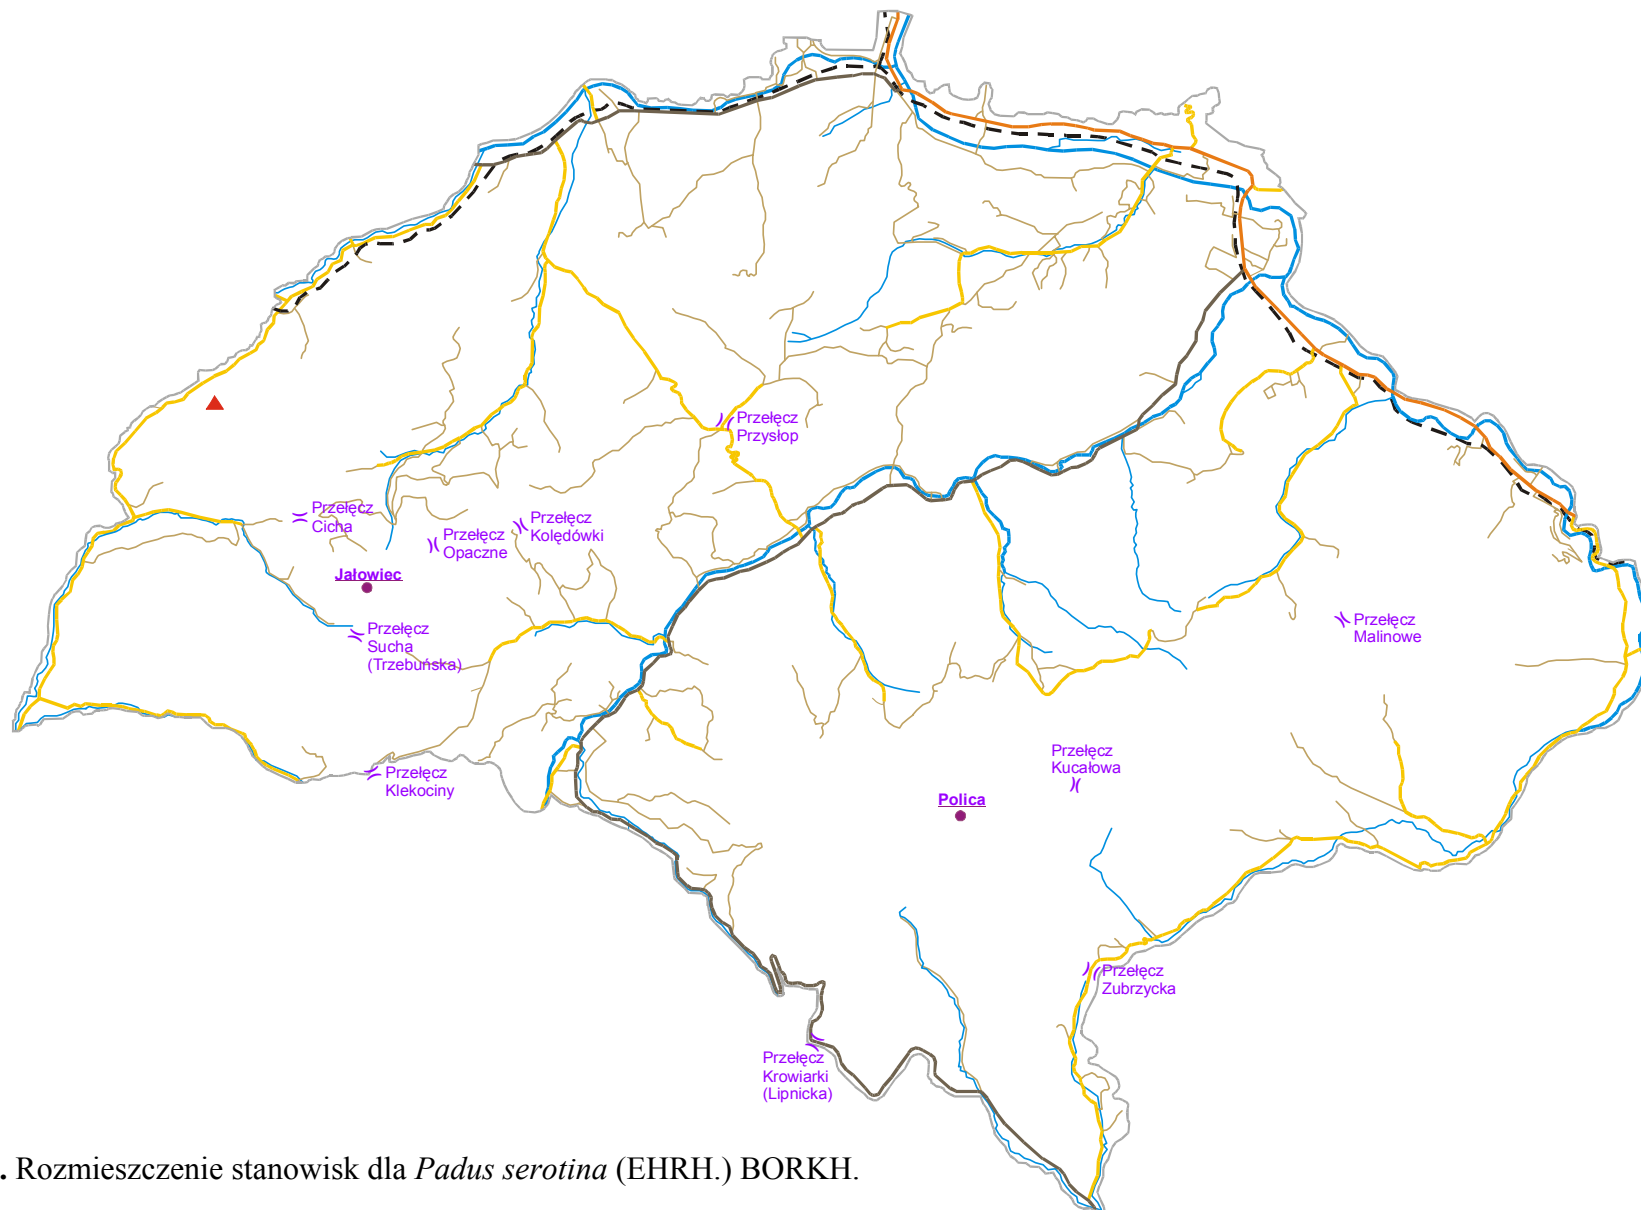 Przełęcz
Przysłop
Przełęcz
Cicha
Przełęcz
Kolędówki
Przełęcz
Opaczne
Jałowiec
Przełęcz
Sucha
(Trzebuńska)
Przełęcz
Malinowe
Przełęcz
Klekociny
Przełęcz
Kucałowa
Polica
Przełęcz
Zubrzycka
Przełęcz
Krowiarki
(Lipnicka)
. Rozmieszczenie stanowisk dla Padus serotina (EHRH.) BORKH.